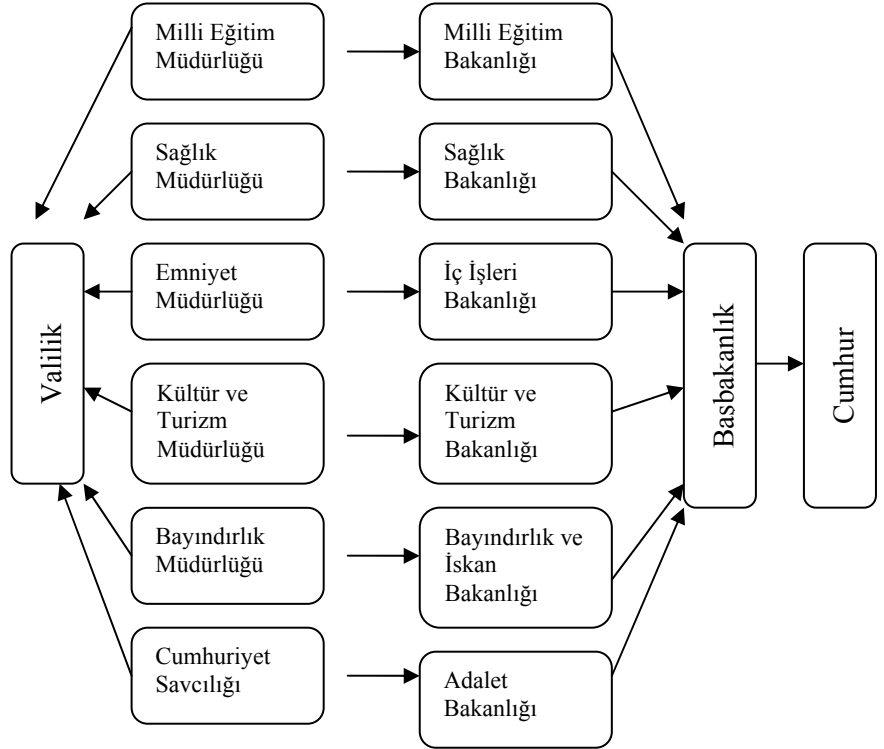 Milli Eğitim
Müdürlüğü
Milli Eğitim
Bakanlığı
Sağlık
Müdürlüğü
Sağlık
Bakanlığı
Emniyet
Müdürlüğü
İç İşleri
Bakanlığı
Valilik
Basbakanlık
Cumhur
Kültür ve
Turizm
Müdürlüğü
Kültür ve
Turizm
Bakanlığı
Bayındırlık
Müdürlüğü
Bayındırlık ve
İskan
Bakanlığı
Cumhuriyet
Savcılığı
Adalet
Bakanlığı